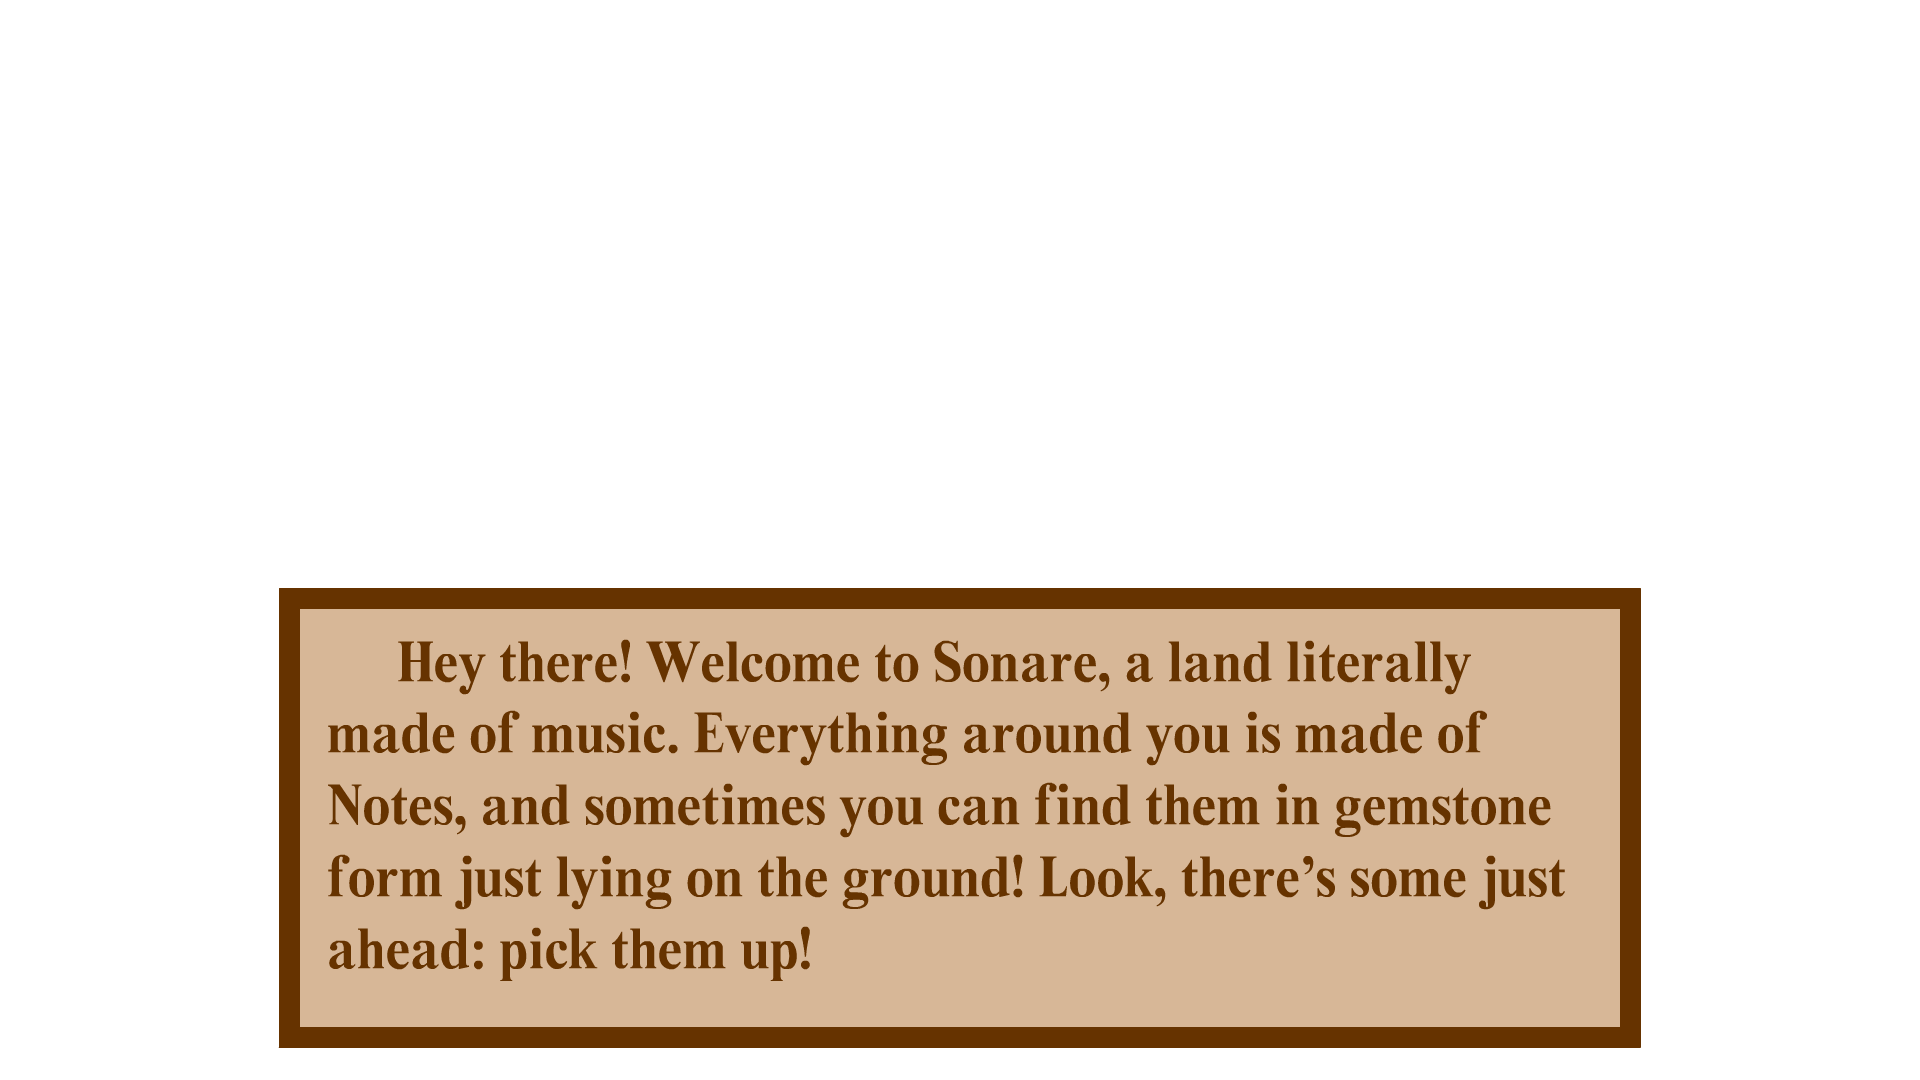 Hey there! Welcome to Sonare, a land literally
made of music. Everything around you is made of
Notes, and sometimes you can find them in gemstone
form just lying on the ground! Look, there’s some just
ahead: pick them up!